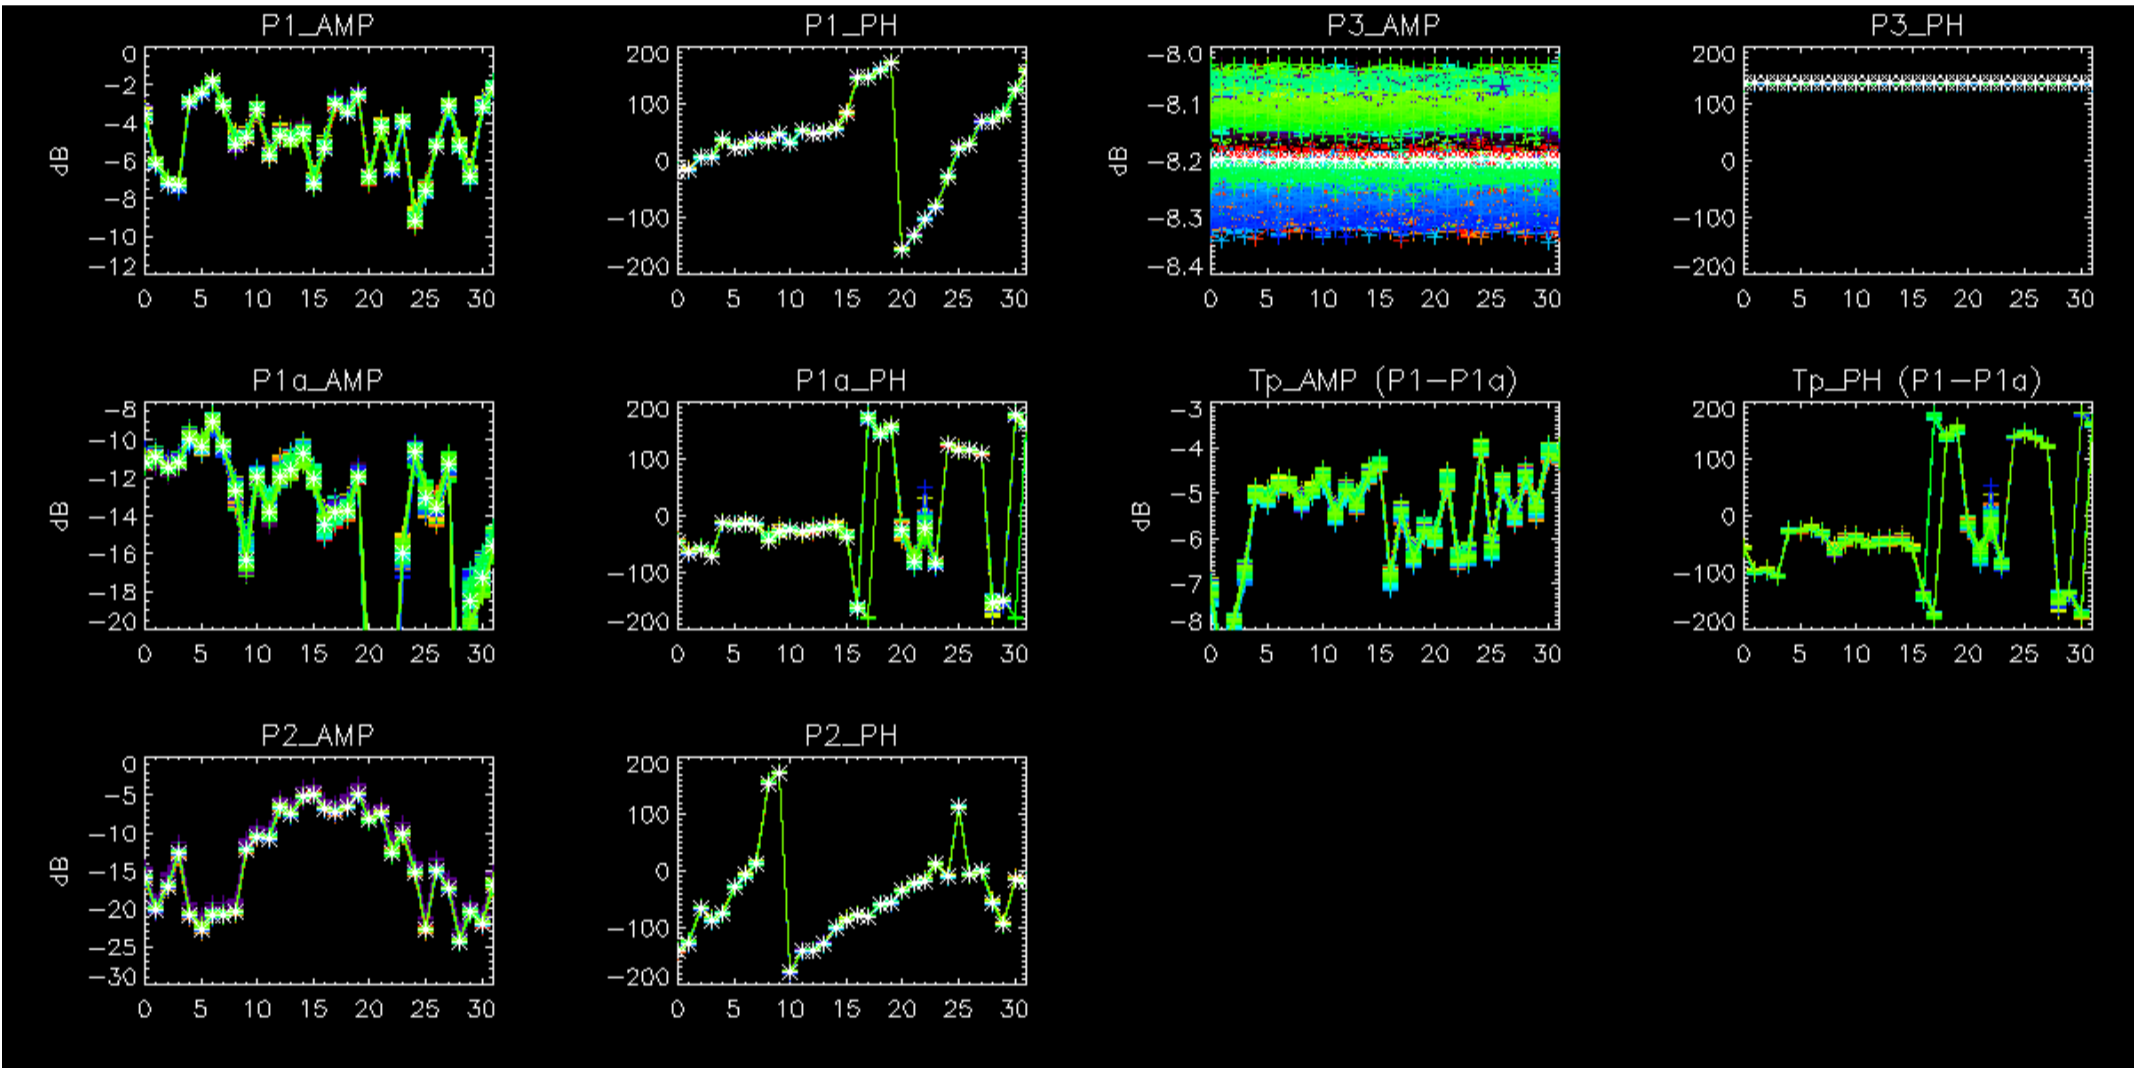 P1_AMP
P1_PH
P3_AMP
P3_PH
0
−2
−4
−6
−8
−10
−12
dB
0 5 10 15 20 25 30
200
100
0
−100
−200
0 5 10 15 20 25 30
−8.0
−8.1
−8.2
−8.3
−8.4
dB
0 5 10 15 20 25 30
200
100
0
−100
−200
0 5 10 15 20 25 30
P1a_AMP
P1a_PH
Tp_AMP (P1−P1a)
Tp_PH (P1−P1a)
−8
−10
−12
−14
−16
−18
−20
dB
0 5 10 15 20 25 30
200
100
0
−100
−200
0 5 10 15 20 25 30
−3
−4
−5
−6
−7
−8
dB
0 5 10 15 20 25 30
200
100
0
−100
−200
0 5 10 15 20 25 30
P2_AMP
P2_PH
0
−5
−10
−15
−20
−25
−30
dB
0 5 10 15 20 25 30
200
100
0
−100
−200
0 5 10 15 20 25 30